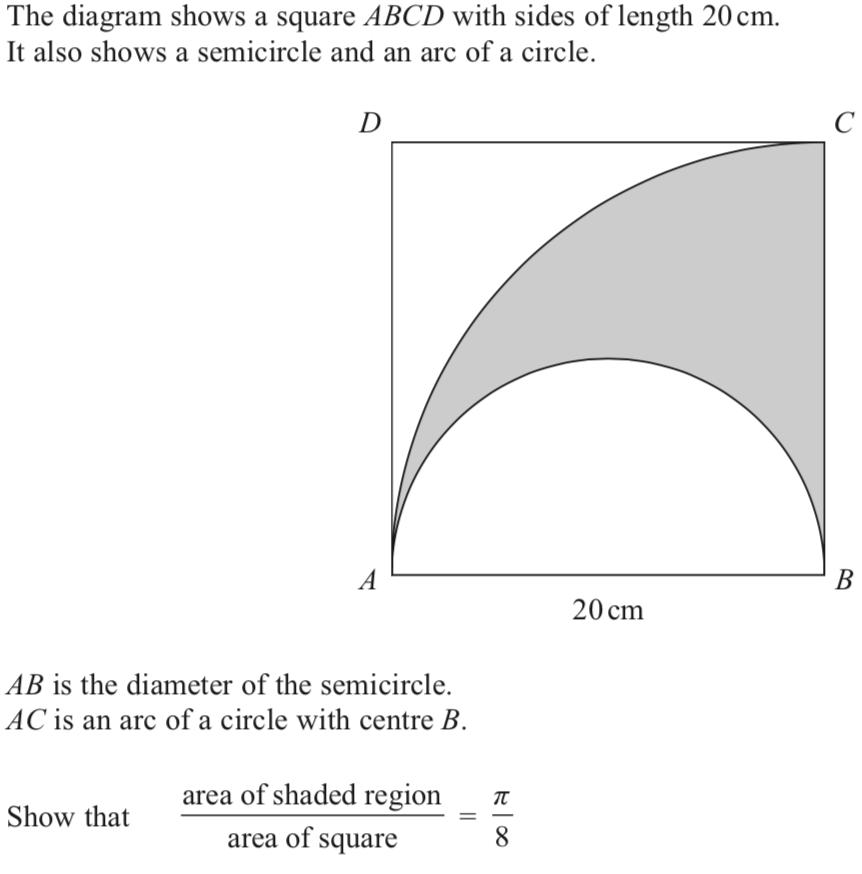 The diagram shows a square ABCD with sides of length 20 cm.
It also shows a semicircle and an arc of a circle.
D
C
A
B
20 cm
AB is the diameter of the semicircle.
AC is an arc of a circle with centre B.
Show that area of shaded region / area of square = π / 8